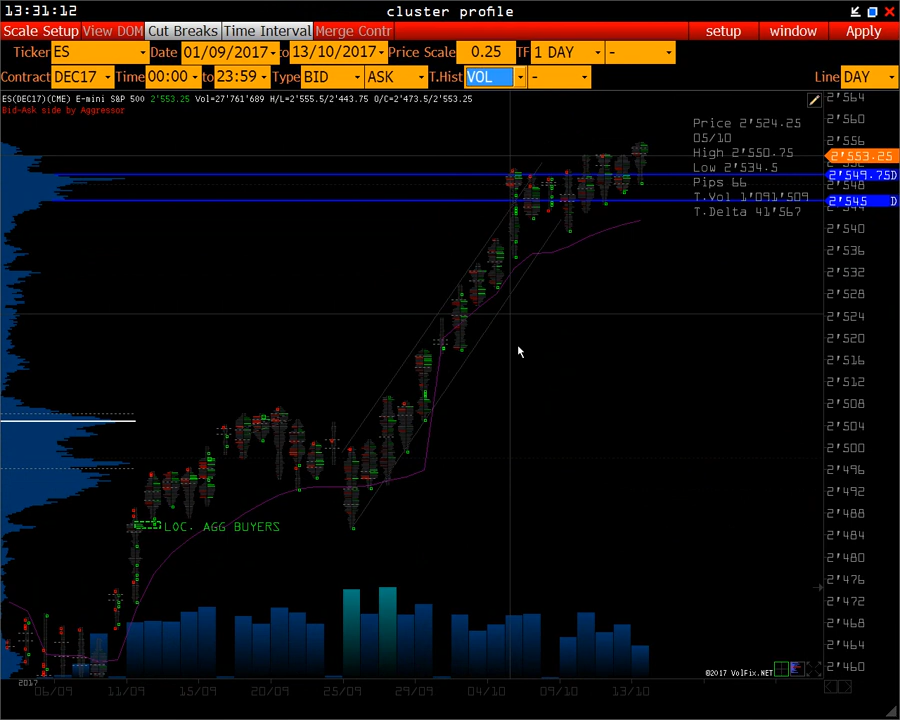 13:31:12 cluster profile
Scale Setup View DOM Cut Breaks Time Interval Merge Contr setup window Apply
Ticker ES Date 01/09/2017 to 13/10/2017 Price Scale 0.25 TF 1 DAY -
Contract DEC17 Time 00:00 to 23:59 Type BID ASK T.Hist VOL - Line DAY
ES(DEC17)(CME) E-mini S&P 500 2'553.25 Vol=27'761'689 H/L=2'555.5/2'443.75 O/C=2'473.5/2'553.25
Bid-Ask side by Aggressor
Price 2'524.25
05/10
High 2'550.75
Low 2'534.5
Pips 66
T.Vol 1'091'509
T.Delta 41'567
2'564
2'560
2'556
2'553.25
2'549.75D
2'548
2'545 D
2'540
2'536
2'532
2'528
2'524
2'520
2'516
2'512
2'508
2'504
2'500
2'496
2'492
2'488
2'484
2'480
2'476
2'472
2'468
2'464
2'460
LOC. AGG BUYERS
©2017 VolFix.NET
2017
06/09 11/09 15/09 20/09 25/09 29/09 04/10 09/10 13/10